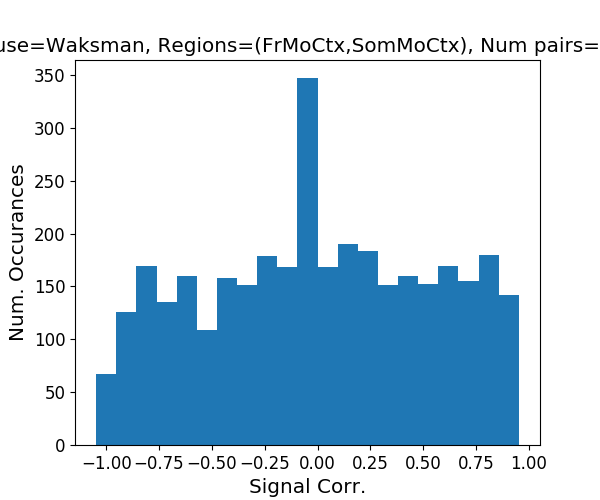 use=Waksman, Regions=(FrMoCtx,SomMoCtx), Num pairs=
350
300
250
200
150
100
50
0
Num. Occurances
−1.00 −0.75 −0.50 −0.25 0.00 0.25 0.50 0.75 1.00
Signal Corr.